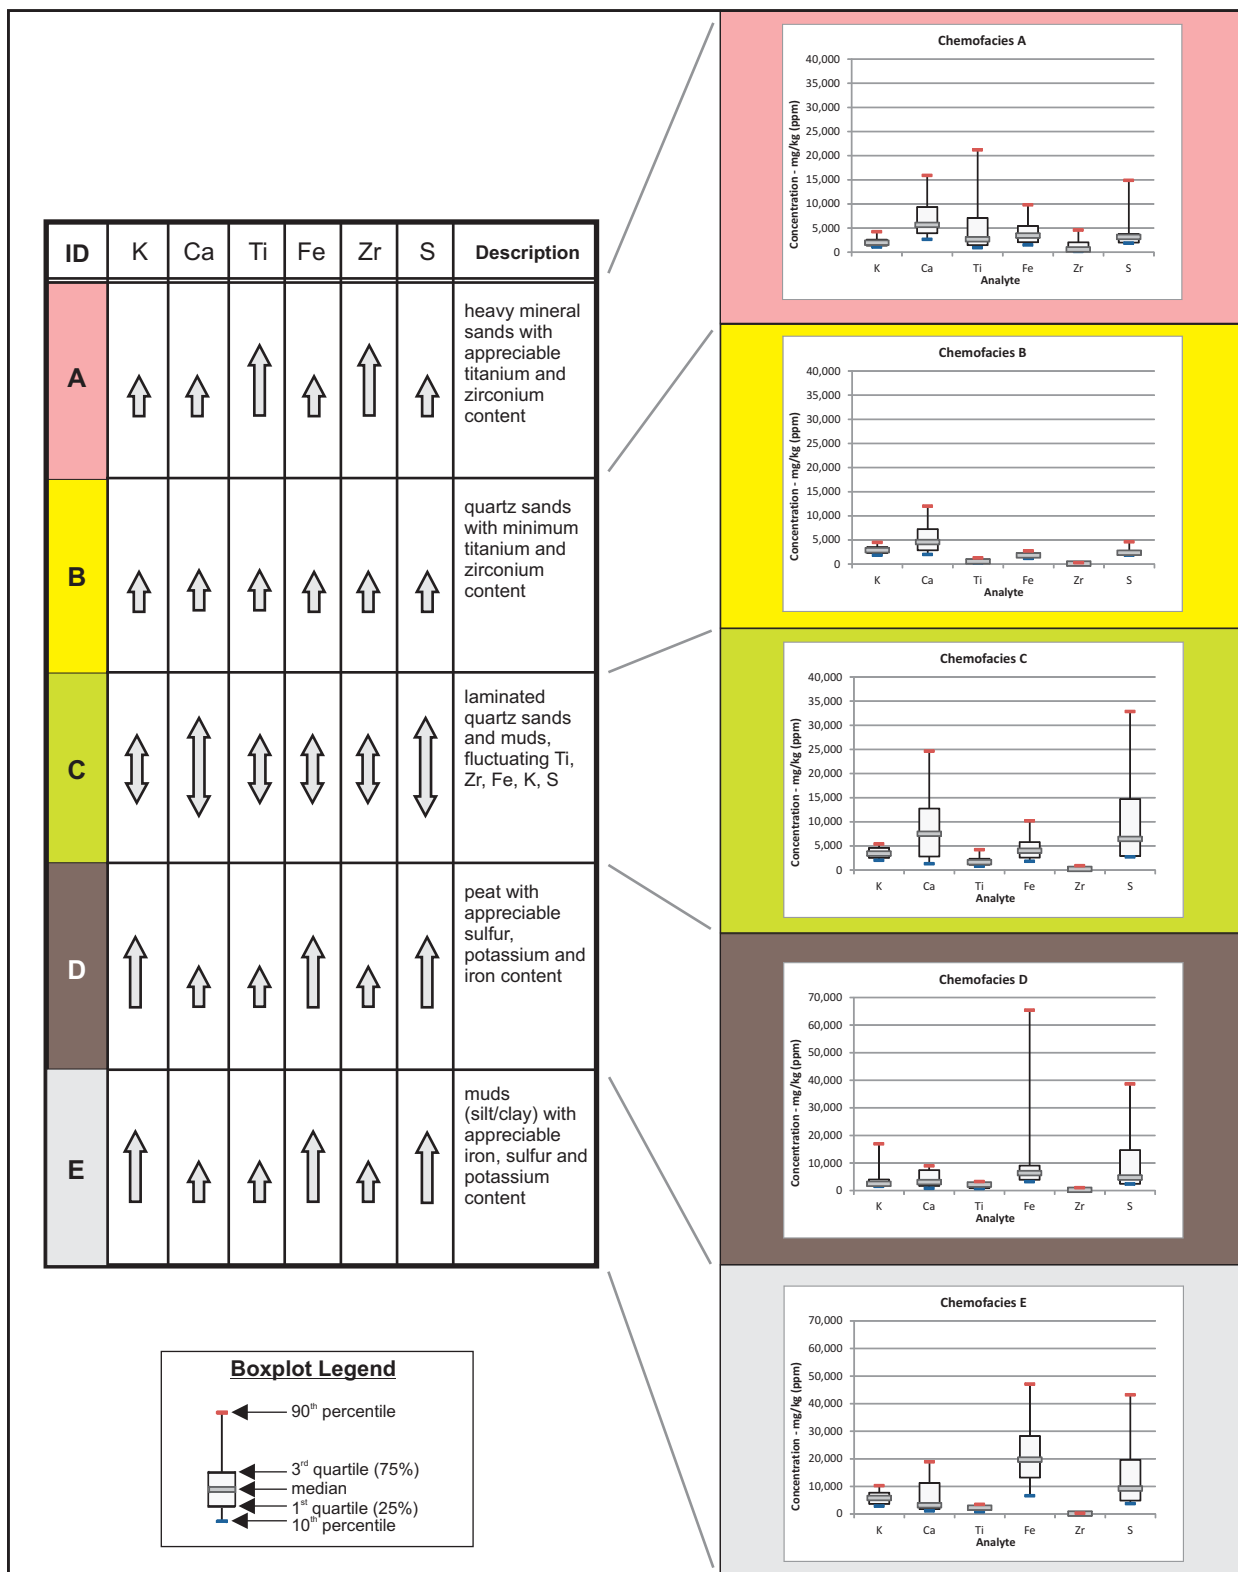 ID K Ca Ti Fe Zr S Description
A
heavy mineral
sands with
appreciable
titanium and
zirconium
content
B
quartz sands
with minimum
titanium and
zirconium
content
C
laminated
quartz sands
and muds,
fluctuating Ti,
Zr, Fe, K, S
D
peat with
appreciable
sulfur,
potassium and
iron content
E
muds
(silt/clay) with
appreciable
iron, sulfur and
potassium
content
Boxplot Legend
90th percentile
3rd quartile (75%)
median
1st quartile (25%)
10th percentile
Chemofacies A
Concentration - mg/kg (ppm)
40,000
35,000
30,000
25,000
20,000
15,000
10,000
5,000
0
K Ca Ti Fe Zr S
Analyte
Chemofacies B
Concentration - mg/kg (ppm)
40,000
35,000
30,000
25,000
20,000
15,000
10,000
5,000
0
K Ca Ti Fe Zr S
Analyte
Chemofacies C
Concentration - mg/kg (ppm)
40,000
35,000
30,000
25,000
20,000
15,000
10,000
5,000
0
K Ca Ti Fe Zr S
Analyte
Chemofacies D
Concentration - mg/kg (ppm)
70,000
60,000
50,000
40,000
30,000
20,000
10,000
0
K Ca Ti Fe Zr S
Analyte
Chemofacies E
Concentration - mg/kg (ppm)
70,000
60,000
50,000
40,000
30,000
20,000
10,000
0
K Ca Ti Fe Zr S
Analyte